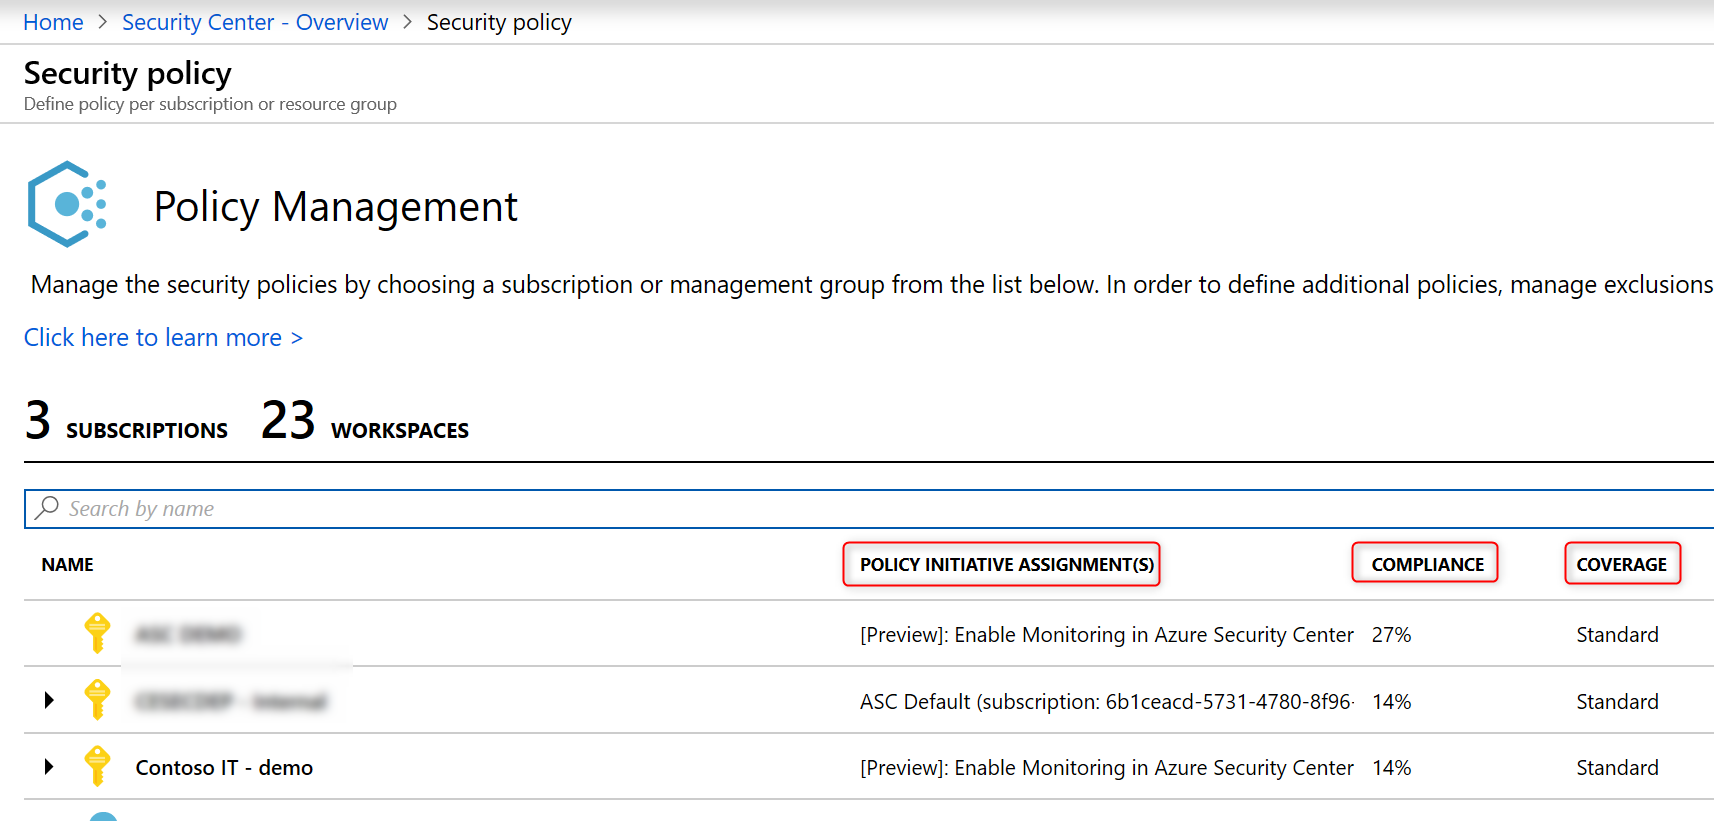 Home > Security Center - Overview > Security policy
Security policy
Define policy per subscription or resource group
Policy Management
Manage the security policies by choosing a subscription or management group from the list below. In order to define additional policies, manage exclusions
Click here to learn more >
3 SUBSCRIPTIONS 23 WORKSPACES
Search by name
NAME POLICY INITIATIVE ASSIGNMENT(S) COMPLIANCE COVERAGE
[Preview]: Enable Monitoring in Azure Security Center 27% Standard
ASC Default (subscription: 6b1ceacd-5731-4780-8f96- 14% Standard
Contoso IT - demo [Preview]: Enable Monitoring in Azure Security Center 14% Standard